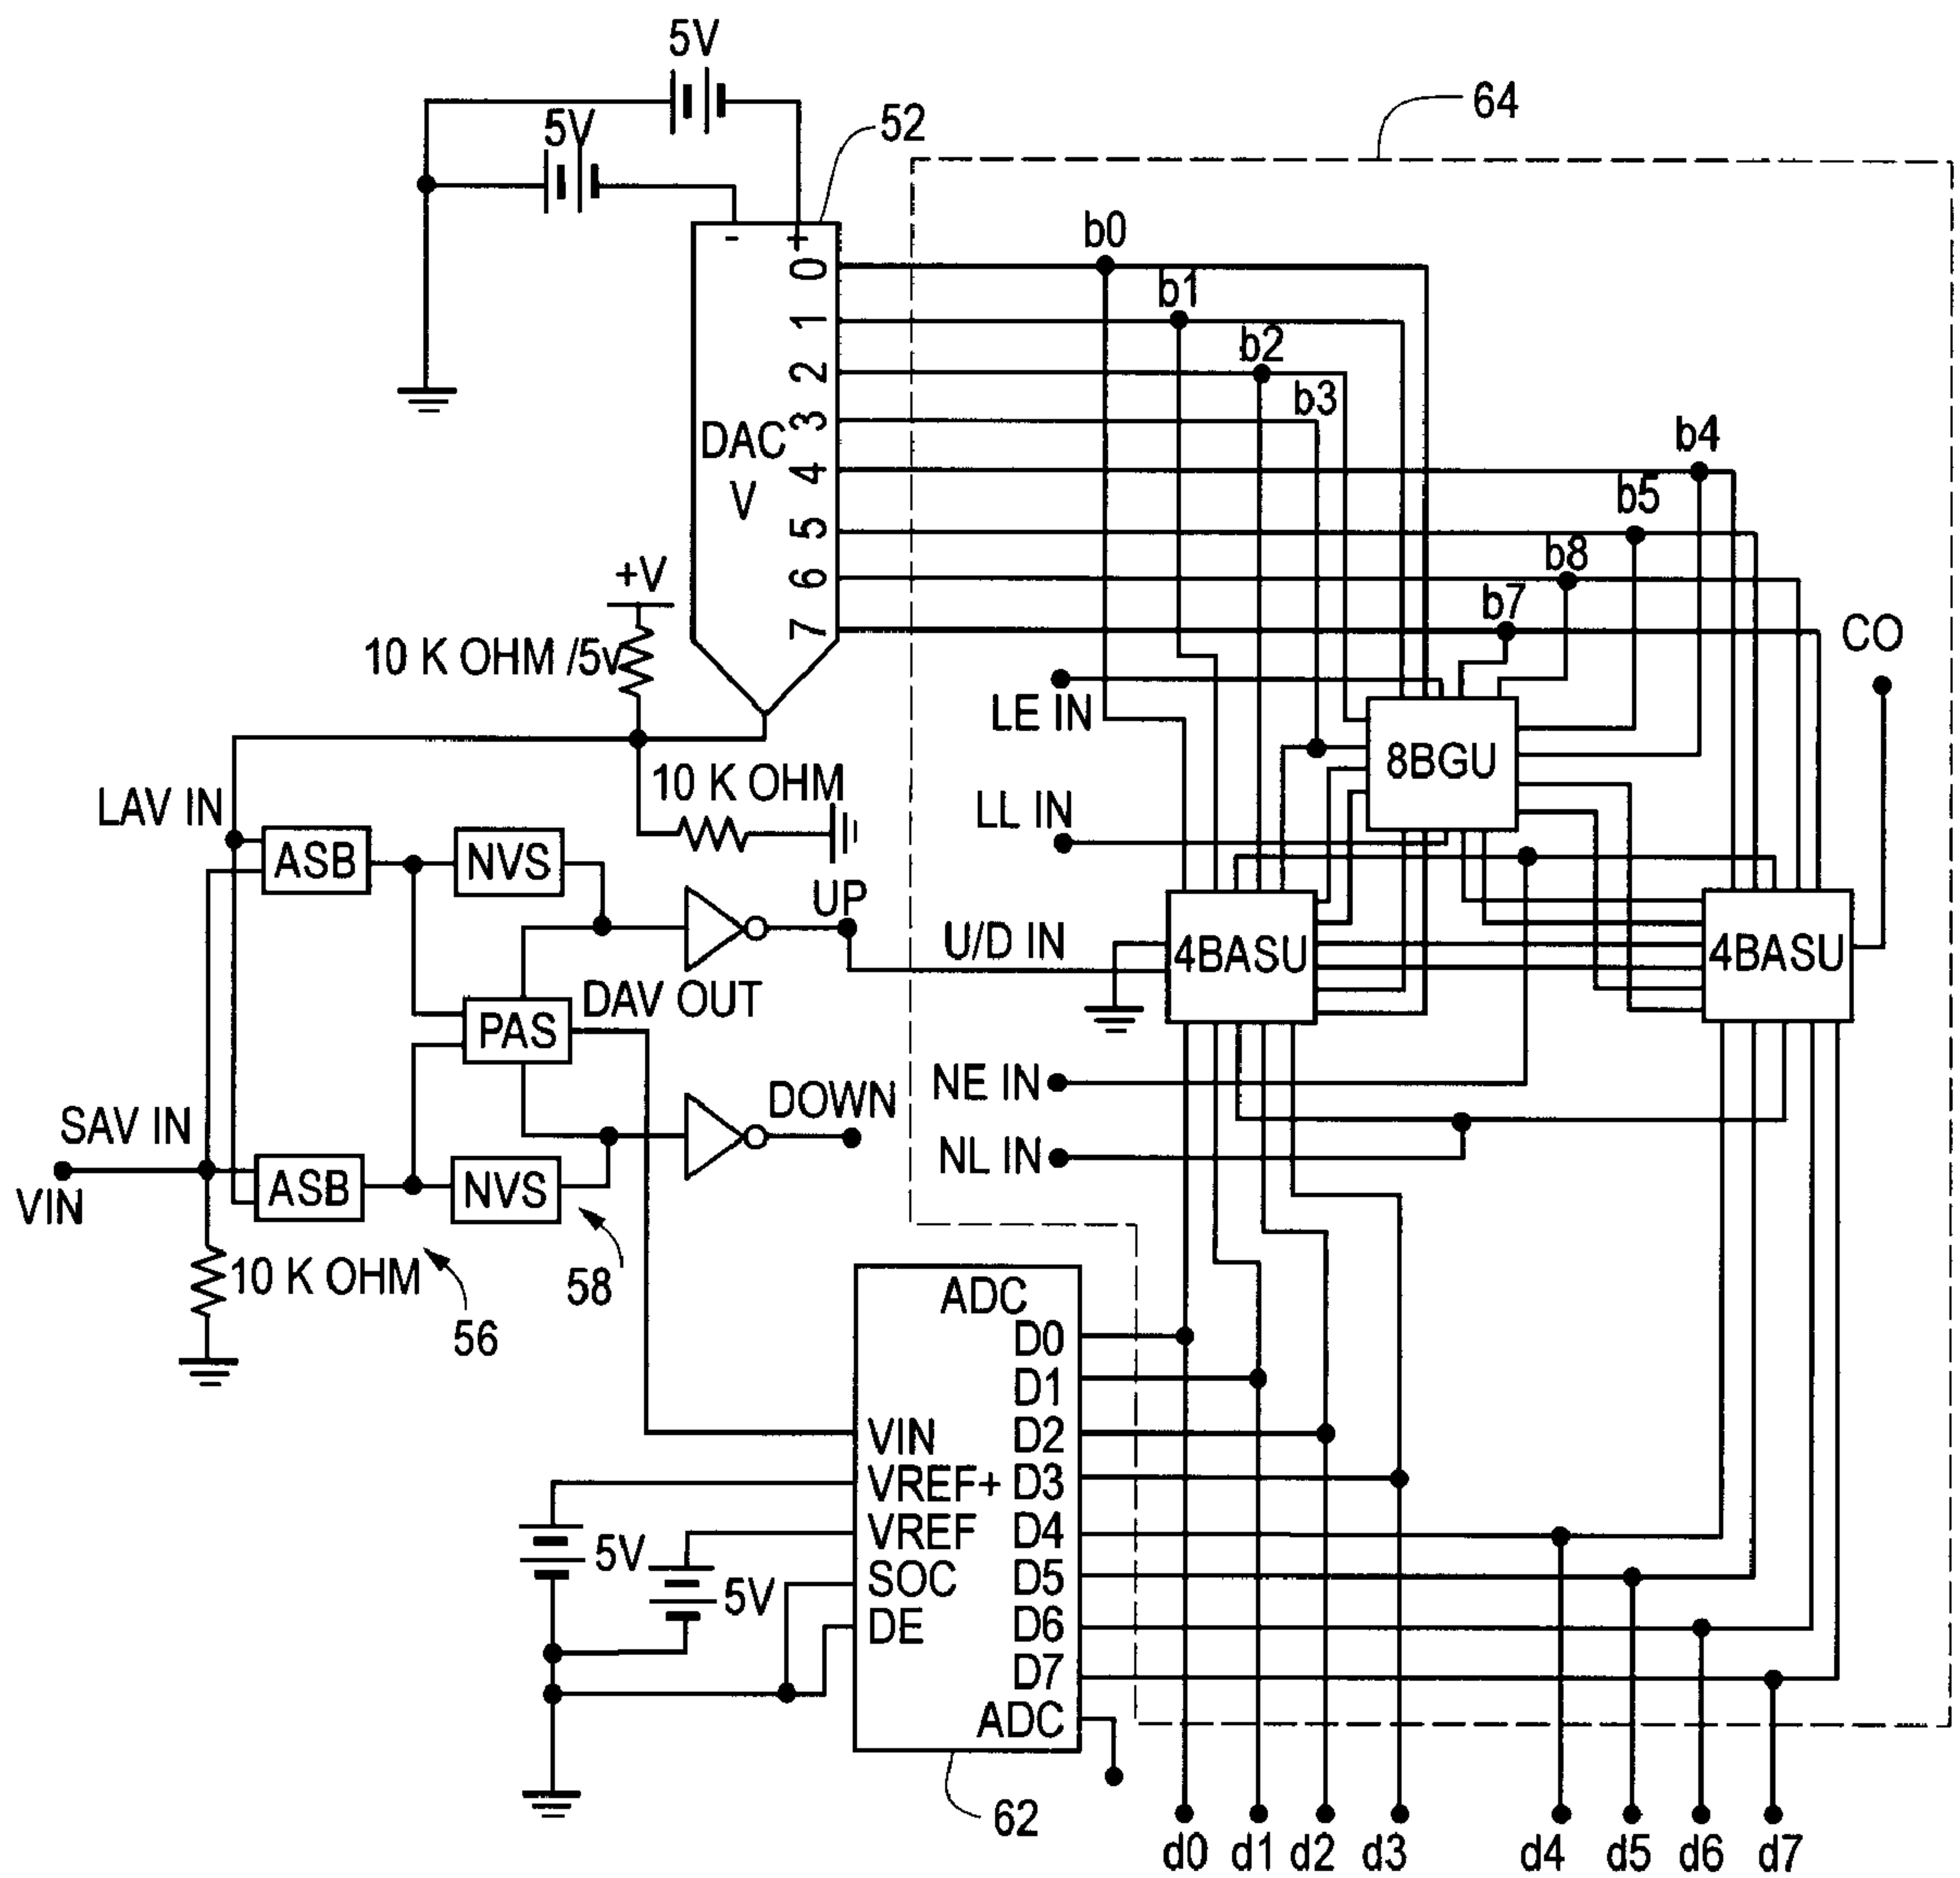 5V
5V
52
64
- +
0
1
2
3
4
5
6
7
DAC
V
b0
b1
b2
b3
b4
b5
b8
b7
CO
+V
10 K OHM /5v
10 K OHM
LE IN
LL IN
8BGU
LAV IN
ASB
NVS
UP
U/D IN
4BASU
4BASU
DAV OUT
PAS
NE IN
NL IN
DOWN
SAV IN
VIN
ASB
NVS
10 K OHM
56
58
ADC
D0
D1
VIN D2
VREF+ D3
VREF D4
SOC D5
DE D6
D7
ADC
5V
5V
62
d0 d1 d2 d3 d4 d5 d6 d7